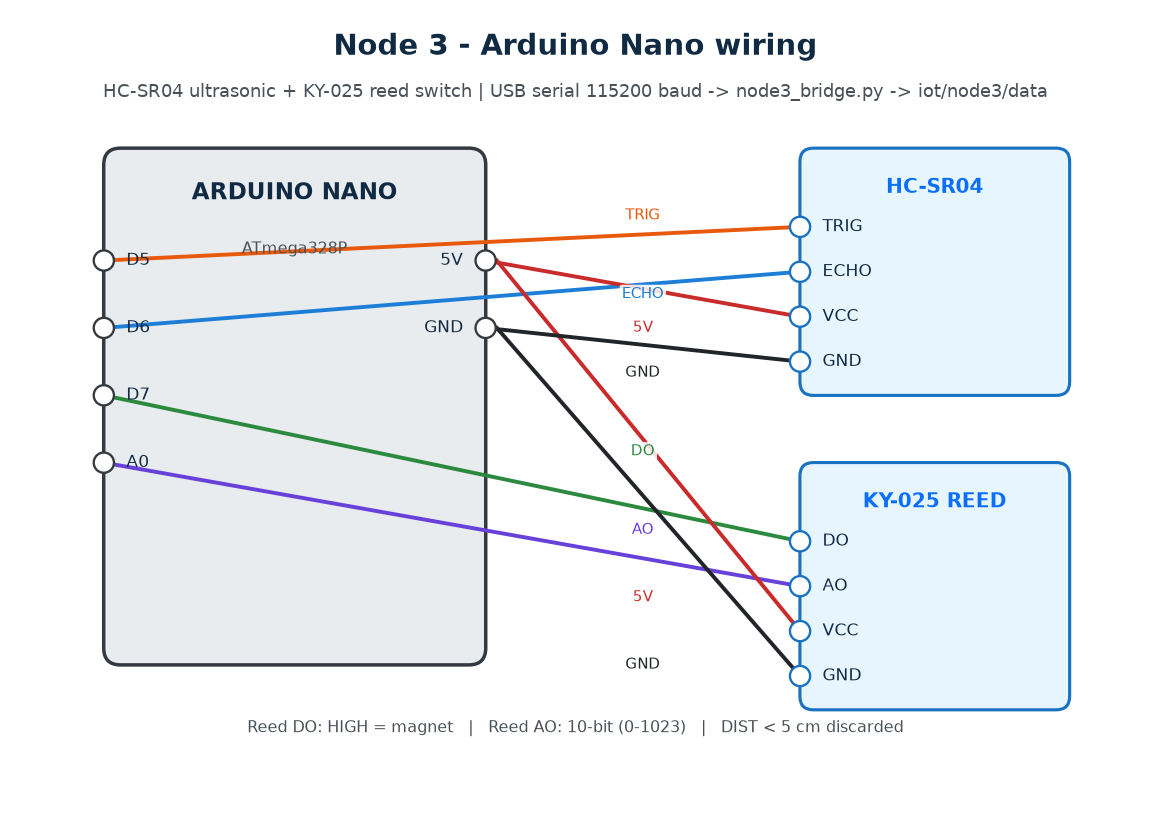 Node 3 - Arduino Nano wiring
HC-SR04 ultrasonic + KY-025 reed switch | USB serial 115200 baud -> node3_bridge.py -> iot/node3/data
ARDUINO NANO
ATmega328P
D5
D6
D7
A0
5V
GND
TRIG
ECHO
5V
GND
DO
AO
5V
GND
HC-SR04
TRIG
ECHO
VCC
GND
KY-025 REED
DO
AO
VCC
GND
Reed DO: HIGH = magnet | Reed AO: 10-bit (0-1023) | DIST < 5 cm discarded